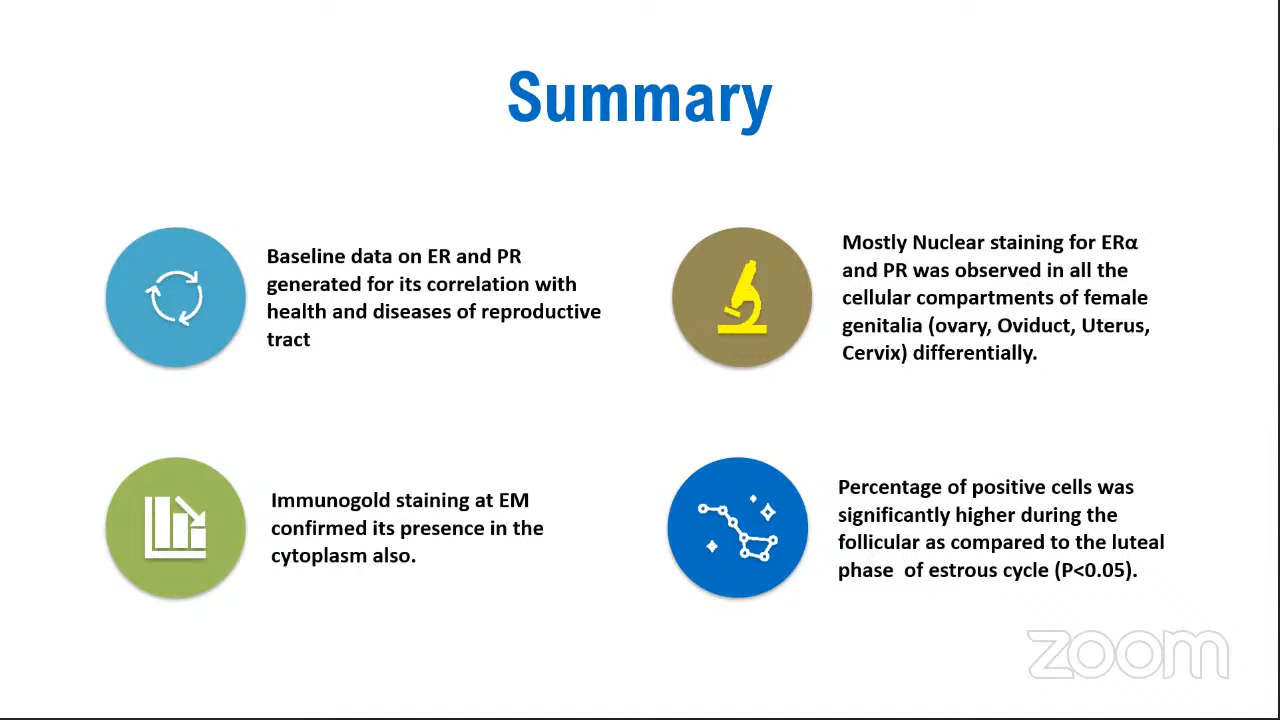 Summary
Baseline data on ER and PR
generated for its correlation with
health and diseases of reproductive
tract
Mostly Nuclear staining for ERα
and PR was observed in all the
cellular compartments of female
genitalia (ovary, Oviduct, Uterus,
Cervix) differentially.
Immunogold staining at EM
confirmed its presence in the
cytoplasm also.
Percentage of positive cells was
significantly higher during the
follicular as compared to the luteal
phase  of estrous cycle (P<0.05).
zoom